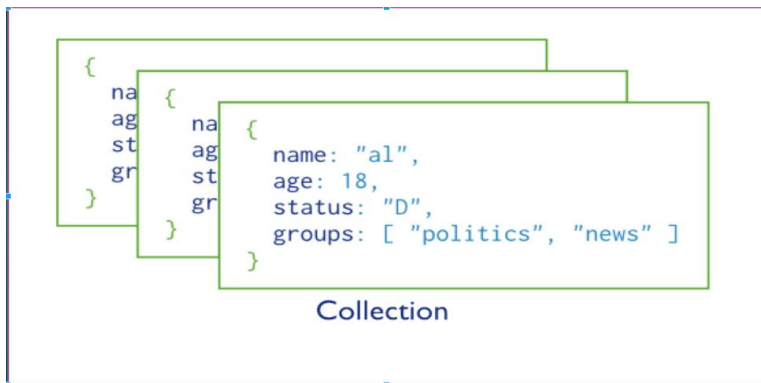 {
na
ag
st
gr
}
{
na
ag
st
gr
}
{
name: "al",
age: 18,
status: "D",
groups: [ "politics", "news" ]
}
Collection